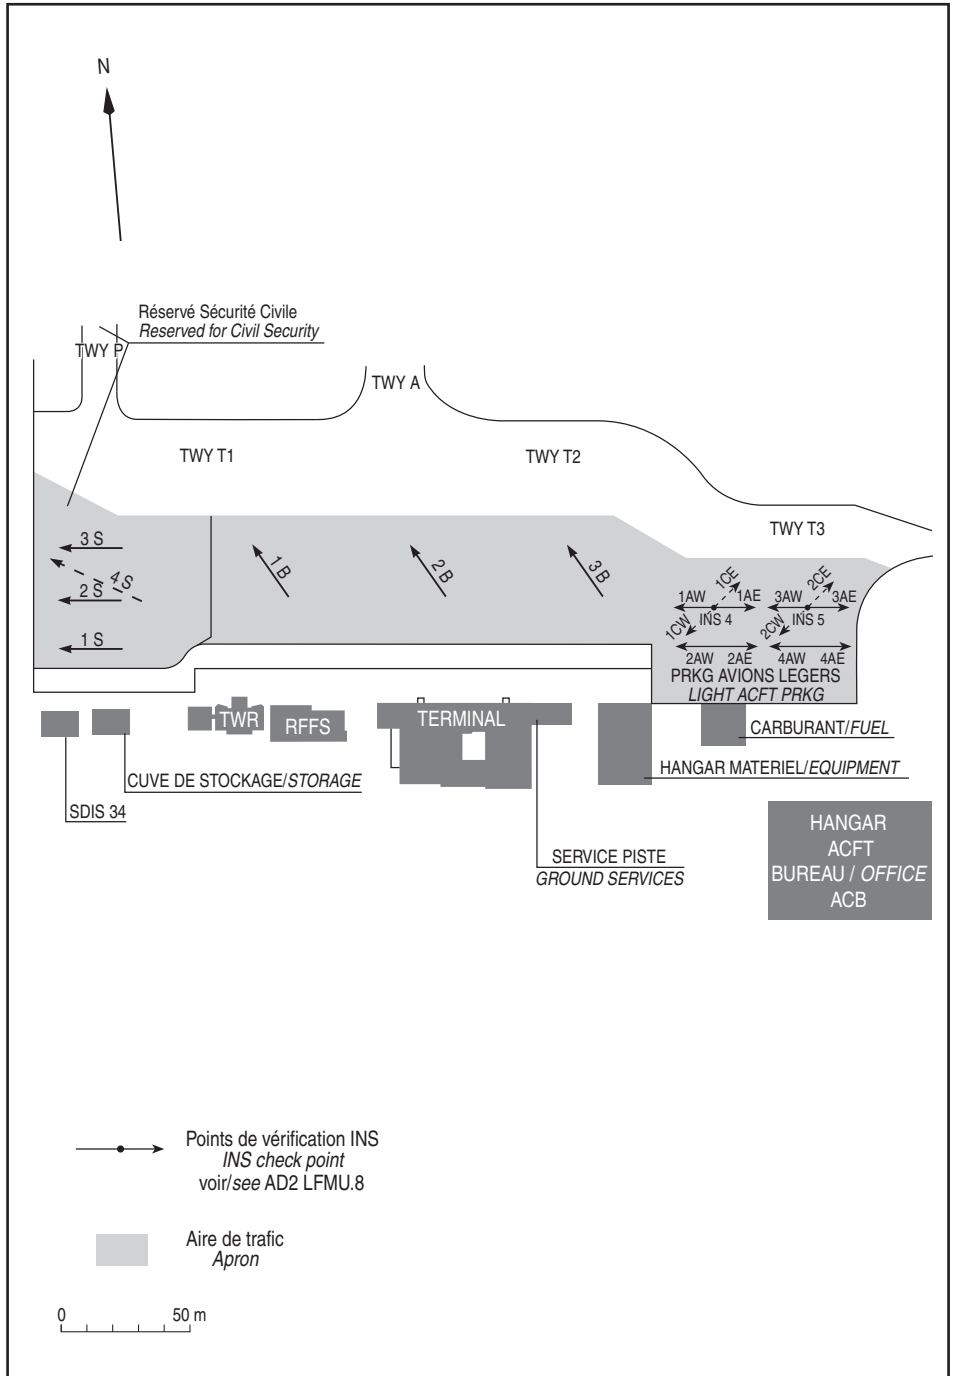 N
Réservé Sécurité Civile
Reserved for Civil Security
TWY P
TWY A
TWY T1
TWY T2
TWY T3
3 S
4 S
2 S
1 S
1 B
2 B
3 B
1CE
2CE
1AW
1AE
3AW
3AE
INS 4
INS 5
1CW
2CW
2AW
2AE
4AW
4AE
PRKG AVIONS LEGERS
LIGHT ACFT PRKG
TWR
RFFS
TERMINAL
CARBURANT/FUEL
HANGAR MATERIEL/EQUIPMENT
CUVE DE STOCKAGE/STORAGE
SDIS 34
SERVICE PISTE
GROUND SERVICES
HANGAR
ACFT
BUREAU / OFFICE
ACB
Points de vérification INS
INS check point
voir/see AD2 LFMU.8
Aire de trafic
Apron
0 50 m